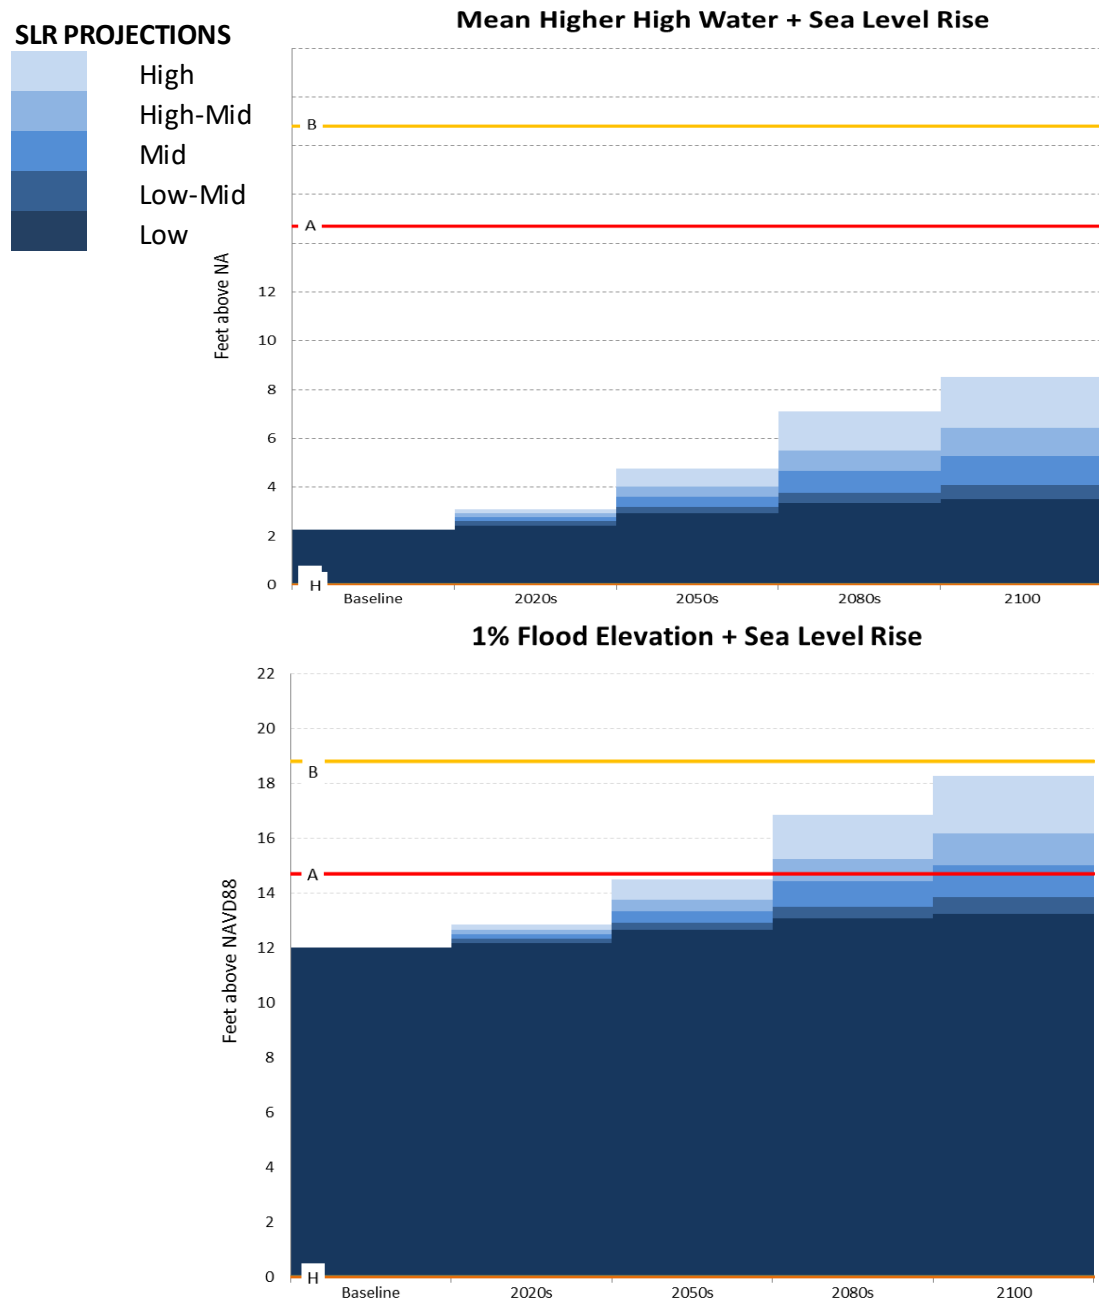 Mean Higher High Water + Sea Level Rise
SLR PROJECTIONS
High
High-Mid
Mid
Low-Mid
Low
B
A
Feet above NA
12
10
8
6
4
2
0
H
Baseline
2020s
2050s
2080s
2100
1% Flood Elevation + Sea Level Rise
Feet above NAVD88
22
20
18
16
14
12
10
8
6
4
2
0
B
A
H
Baseline
2020s
2050s
2080s
2100